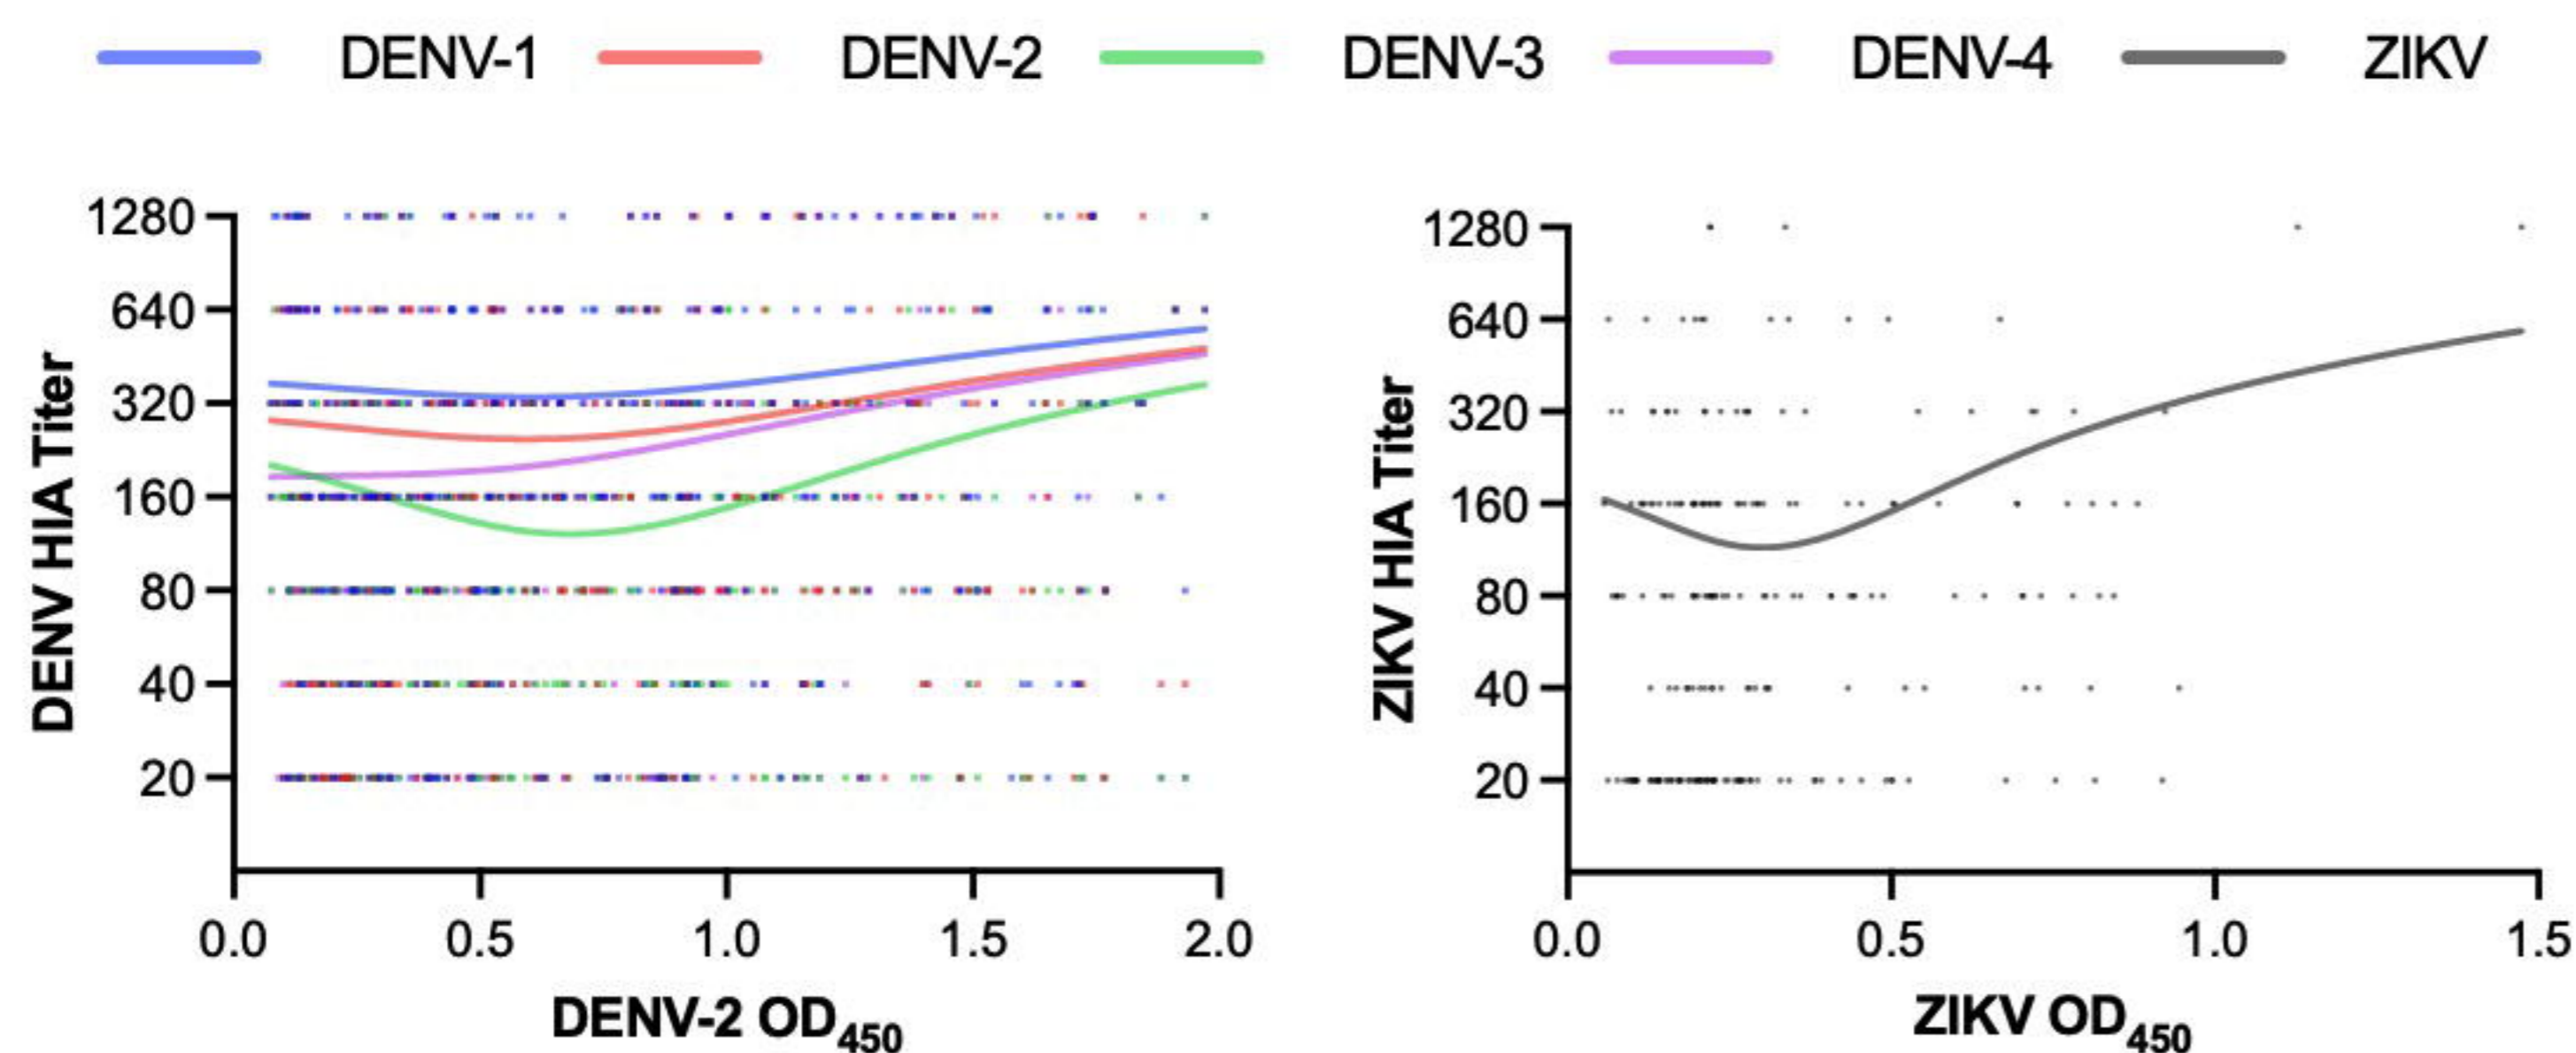 DENV-1 DENV-2 DENV-3 DENV-4 ZIKV
DENV HIA Titer
1280
640
320
160
80
40
20
0.0 0.5 1.0 1.5 2.0
DENV-2 OD450
ZIKV HIA Titer
1280
640
320
160
80
40
20
0.0 0.5 1.0 1.5
ZIKV OD450